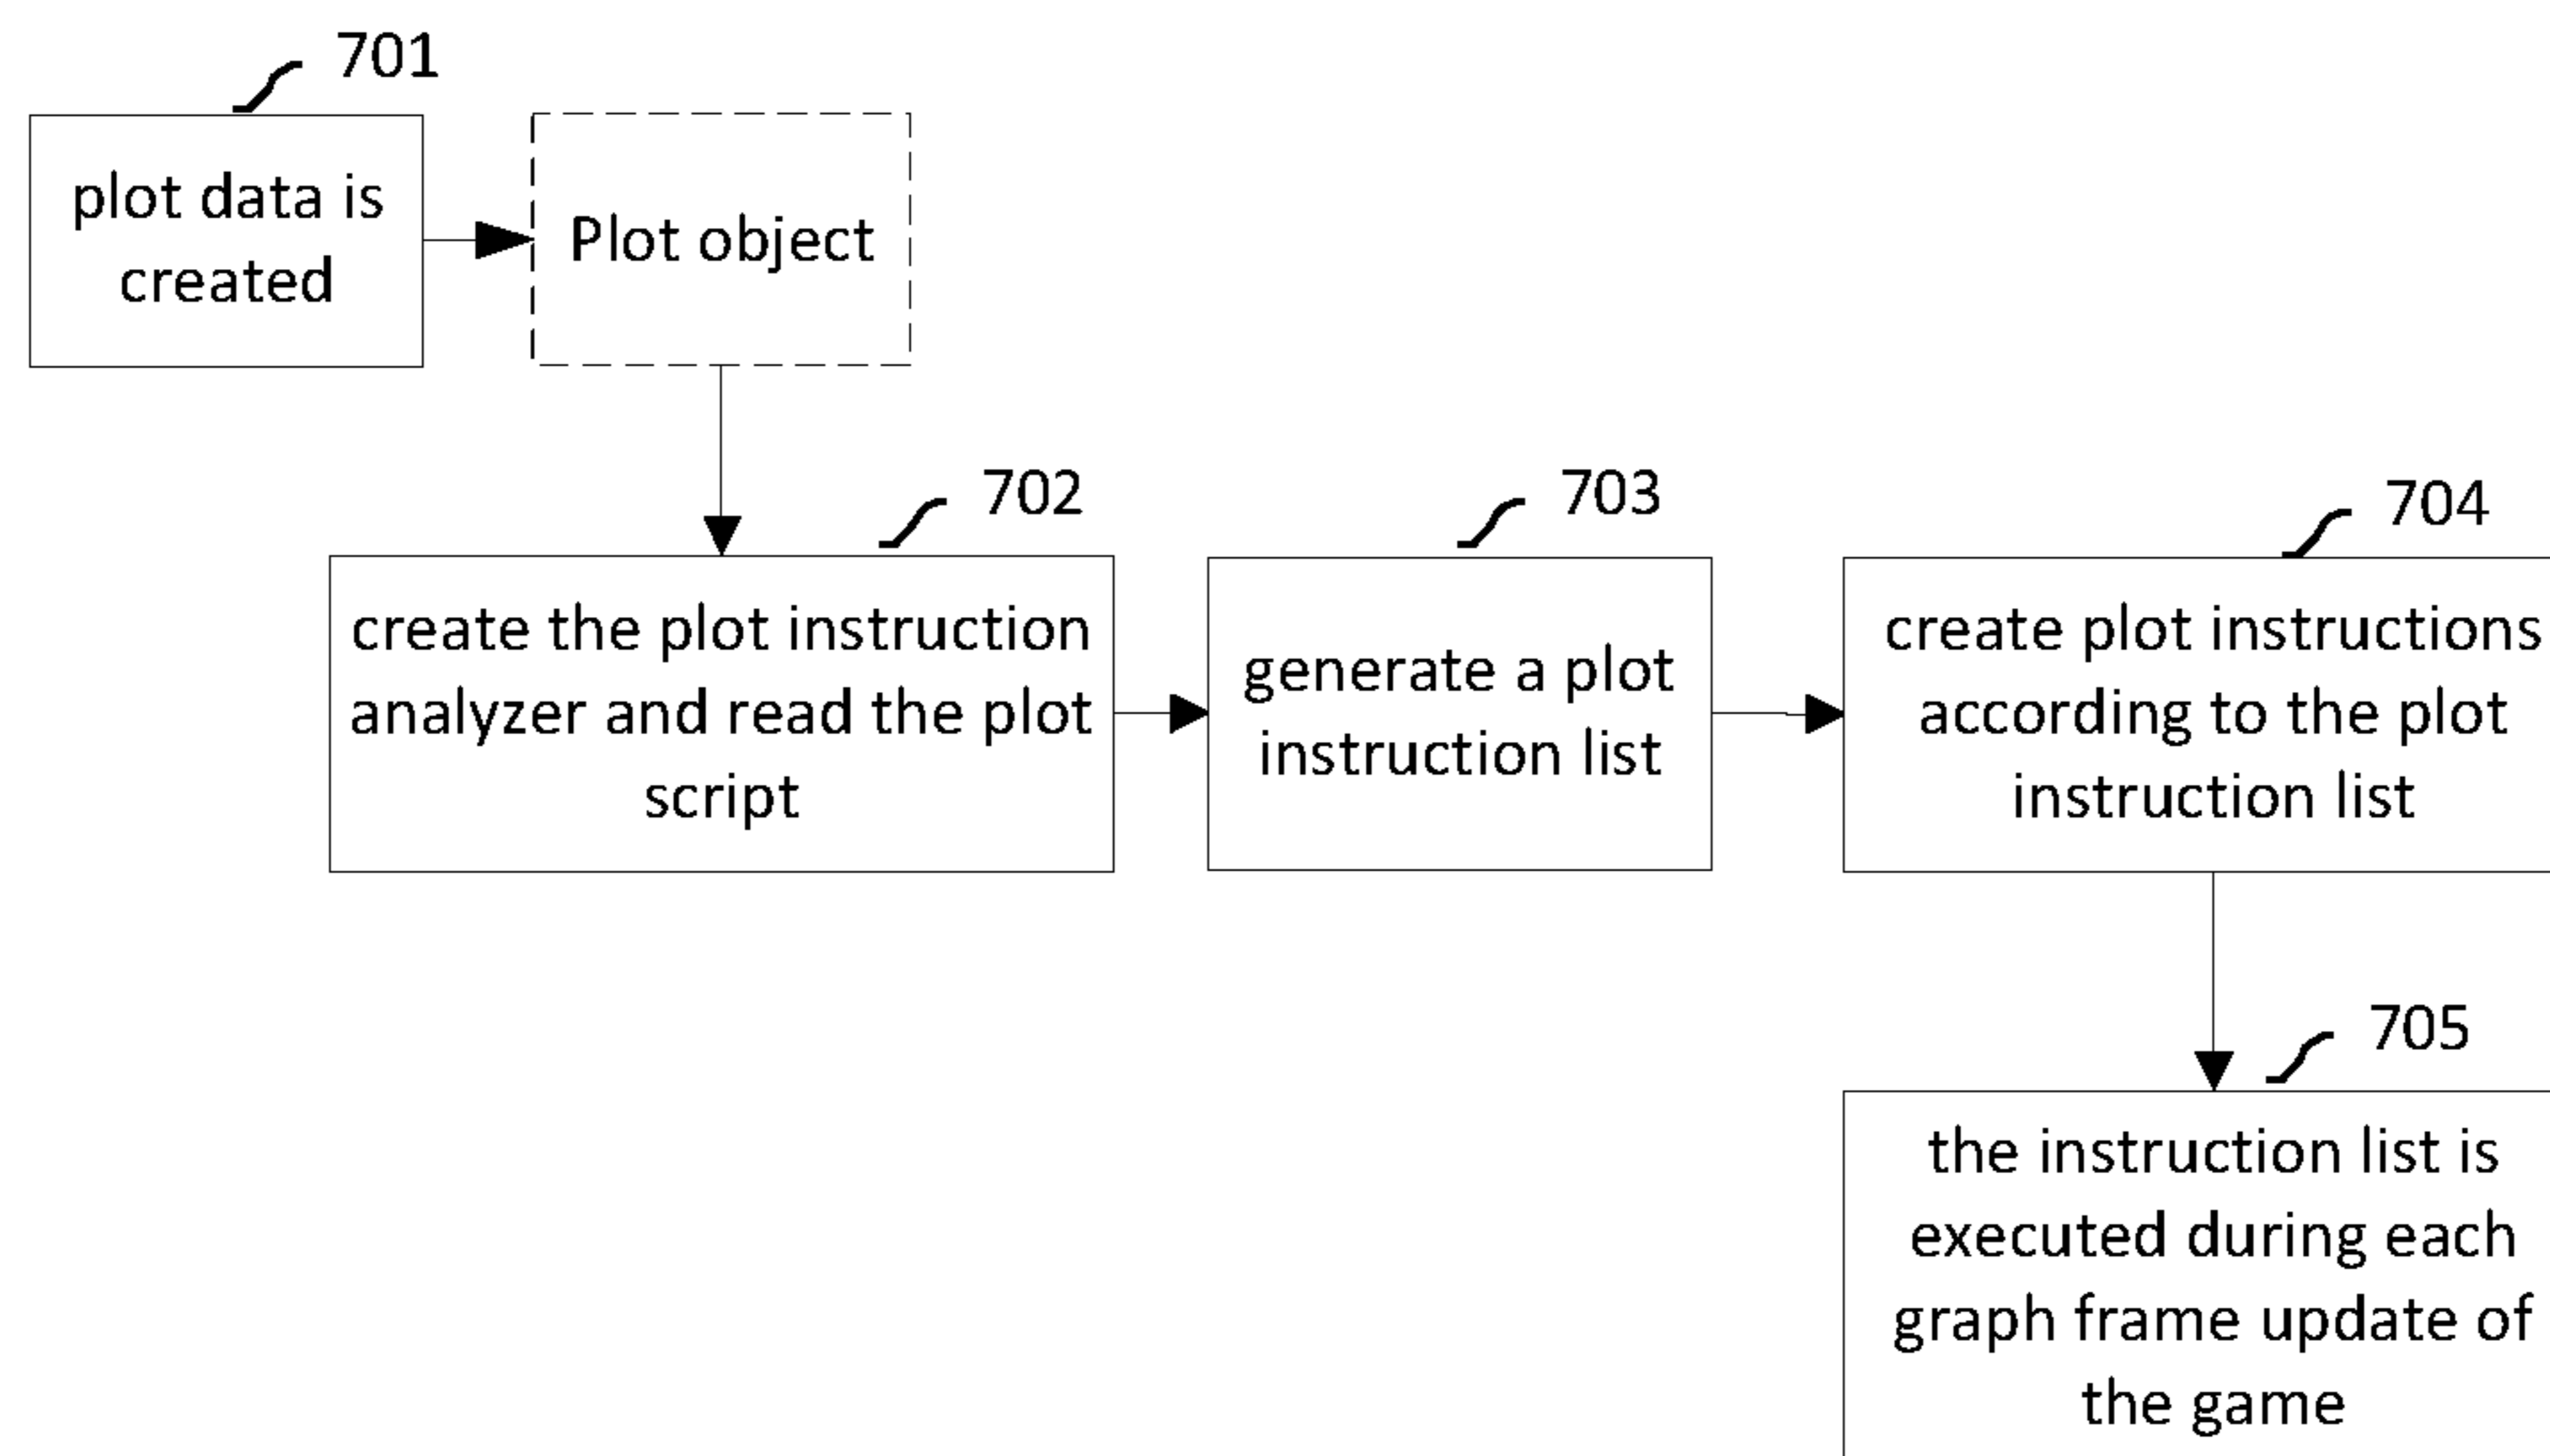 701
plot data is
created
Plot object
702
create the plot instruction
analyzer and read the plot
script
703
generate a plot
instruction list
704
create plot instructions
according to the plot
instruction list
705
the instruction list is
executed during each
graph frame update of
the game